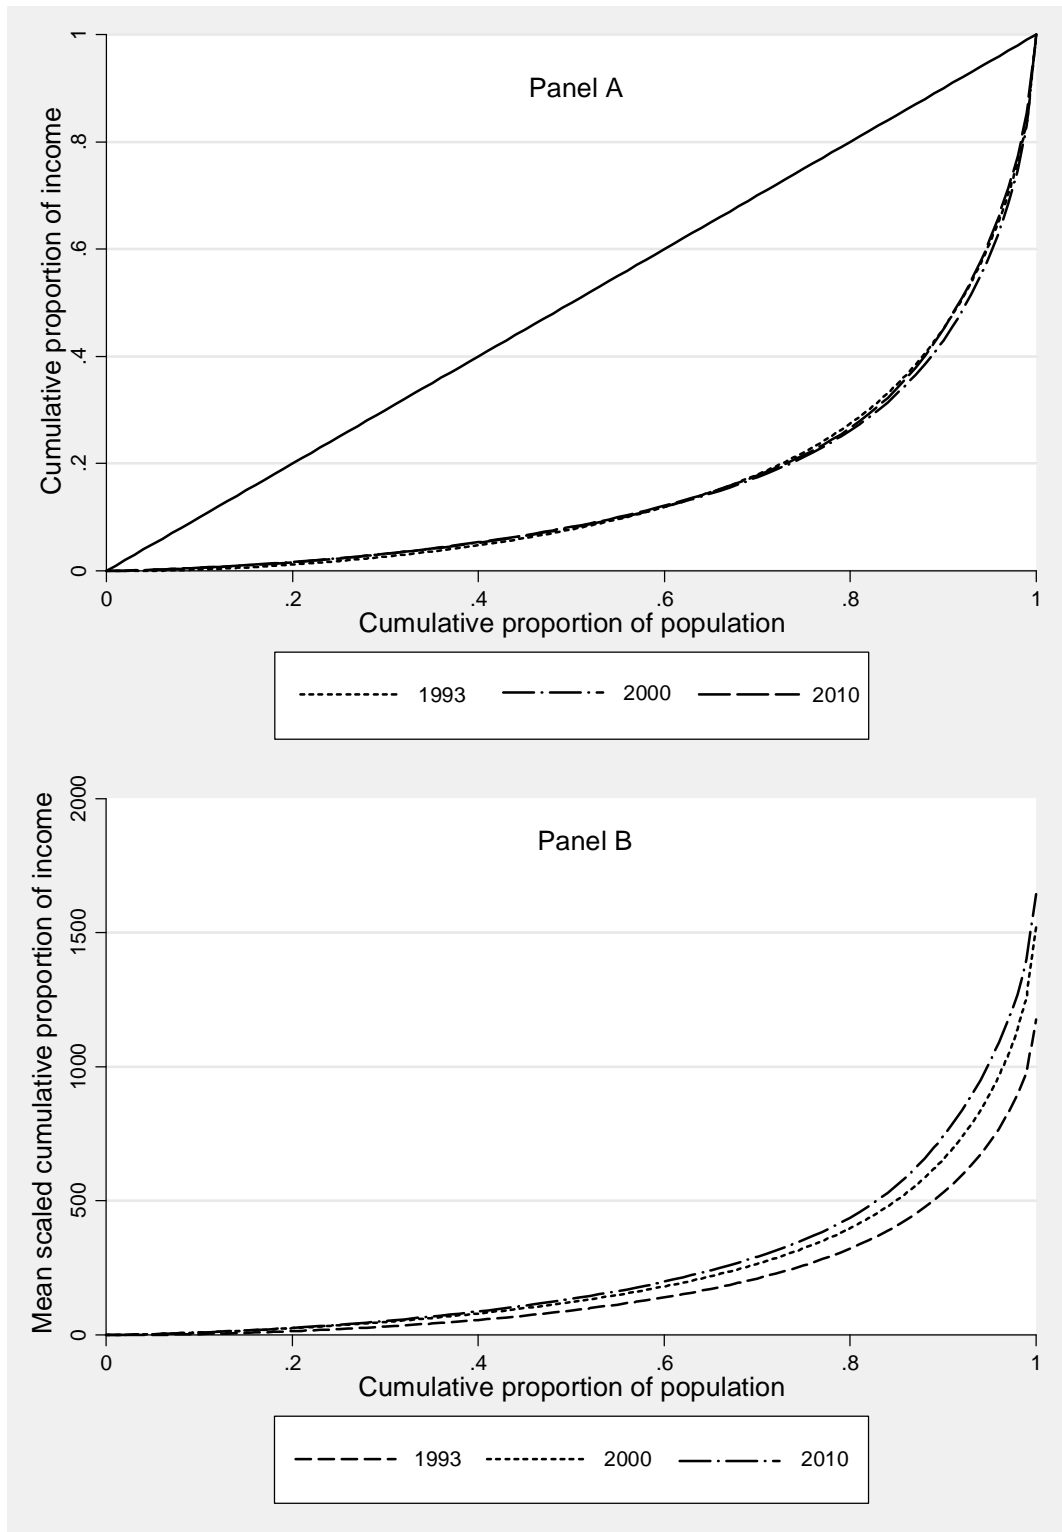 Panel A
Cumulative proportion of income
1
.8
.6
.4
.2
0
0 .2 .4 .6 .8 1
Cumulative proportion of population
1993 2000 2010
Panel B
Mean scaled cumulative proportion of income
2000
1500
1000
500
0
0 .2 .4 .6 .8 1
Cumulative proportion of population
1993 2000 2010